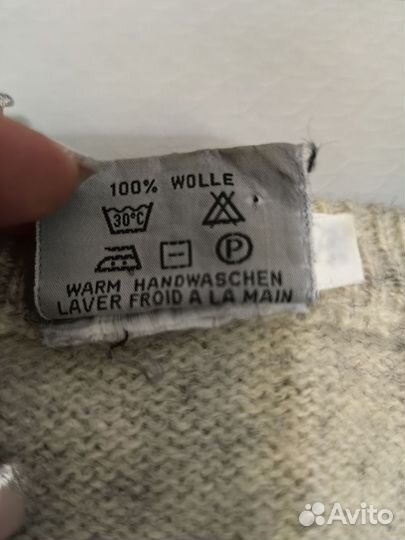 100% WOLLE
30°C
P
WARM HANDWASCHEN
LAVER FROID A LA MAIN
Avito